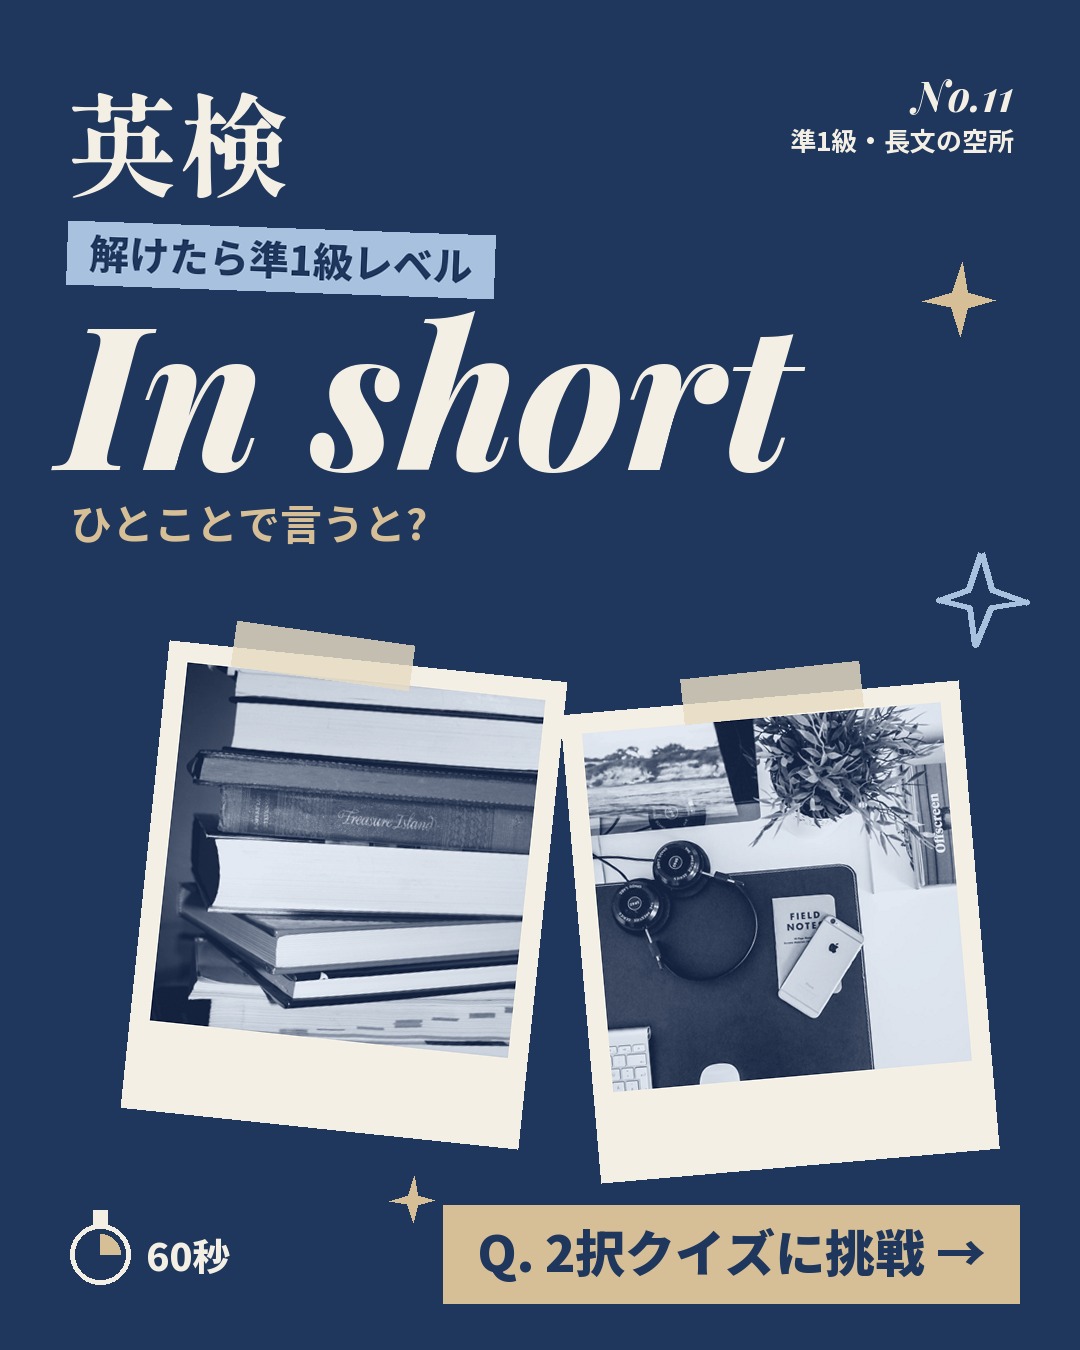 英検
No.11
準1級・長文の空所
解けたら準1級レベル
In short
ひとことで言うと?
Treasure Island
Offscreen
FIELD
NOTES
60秒
Q. 2択クイズに挑戦 →